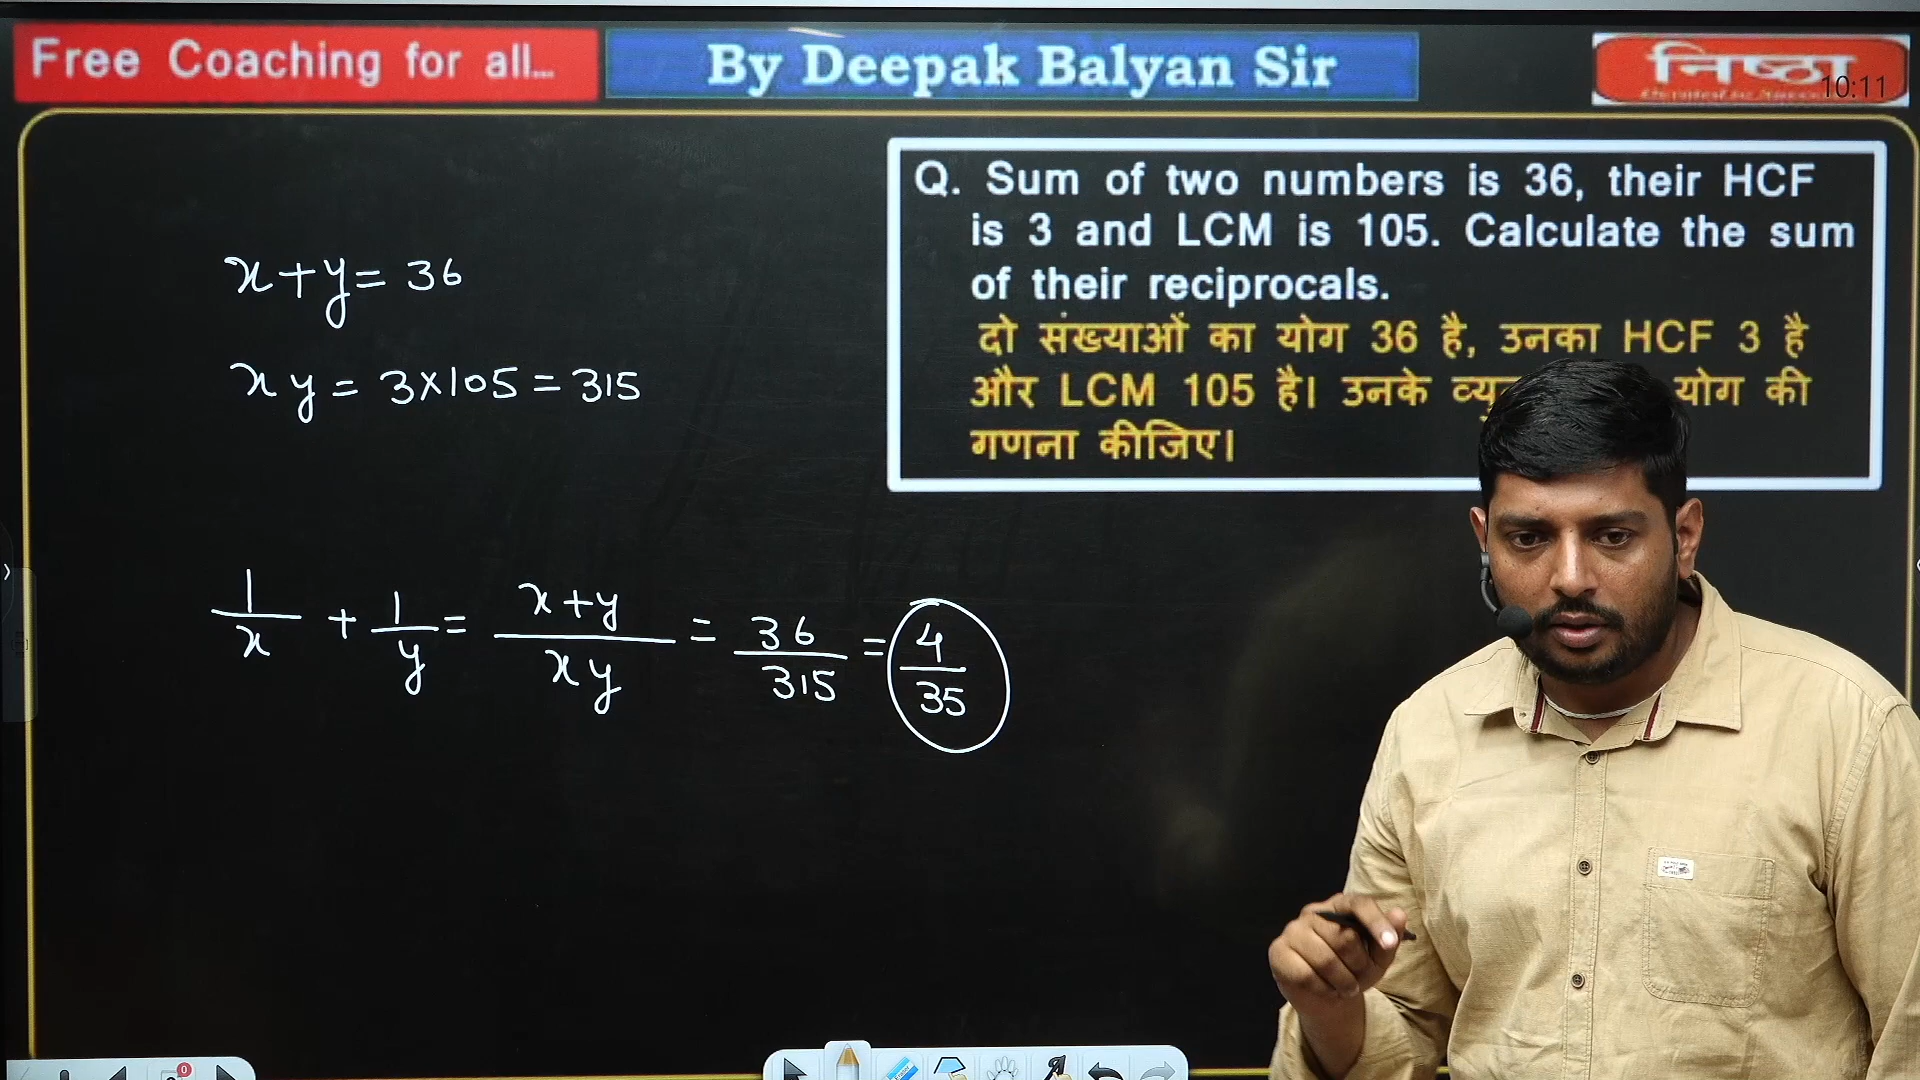 Free Coaching for all...
By Deepak Balyan Sir
निष्ठा
10:11
Q. Sum of two numbers is 36, their HCF
is 3 and LCM is 105. Calculate the sum
of their reciprocals.
दो संख्याओं का योग 36 है, उनका HCF 3 है
और LCM 105 है। उनके योग की
गणना कीजिए।
x+y= 36
xy = 3×105 = 315
1/x + 1/y = x+y/xy = 36/315 = 4/35
0